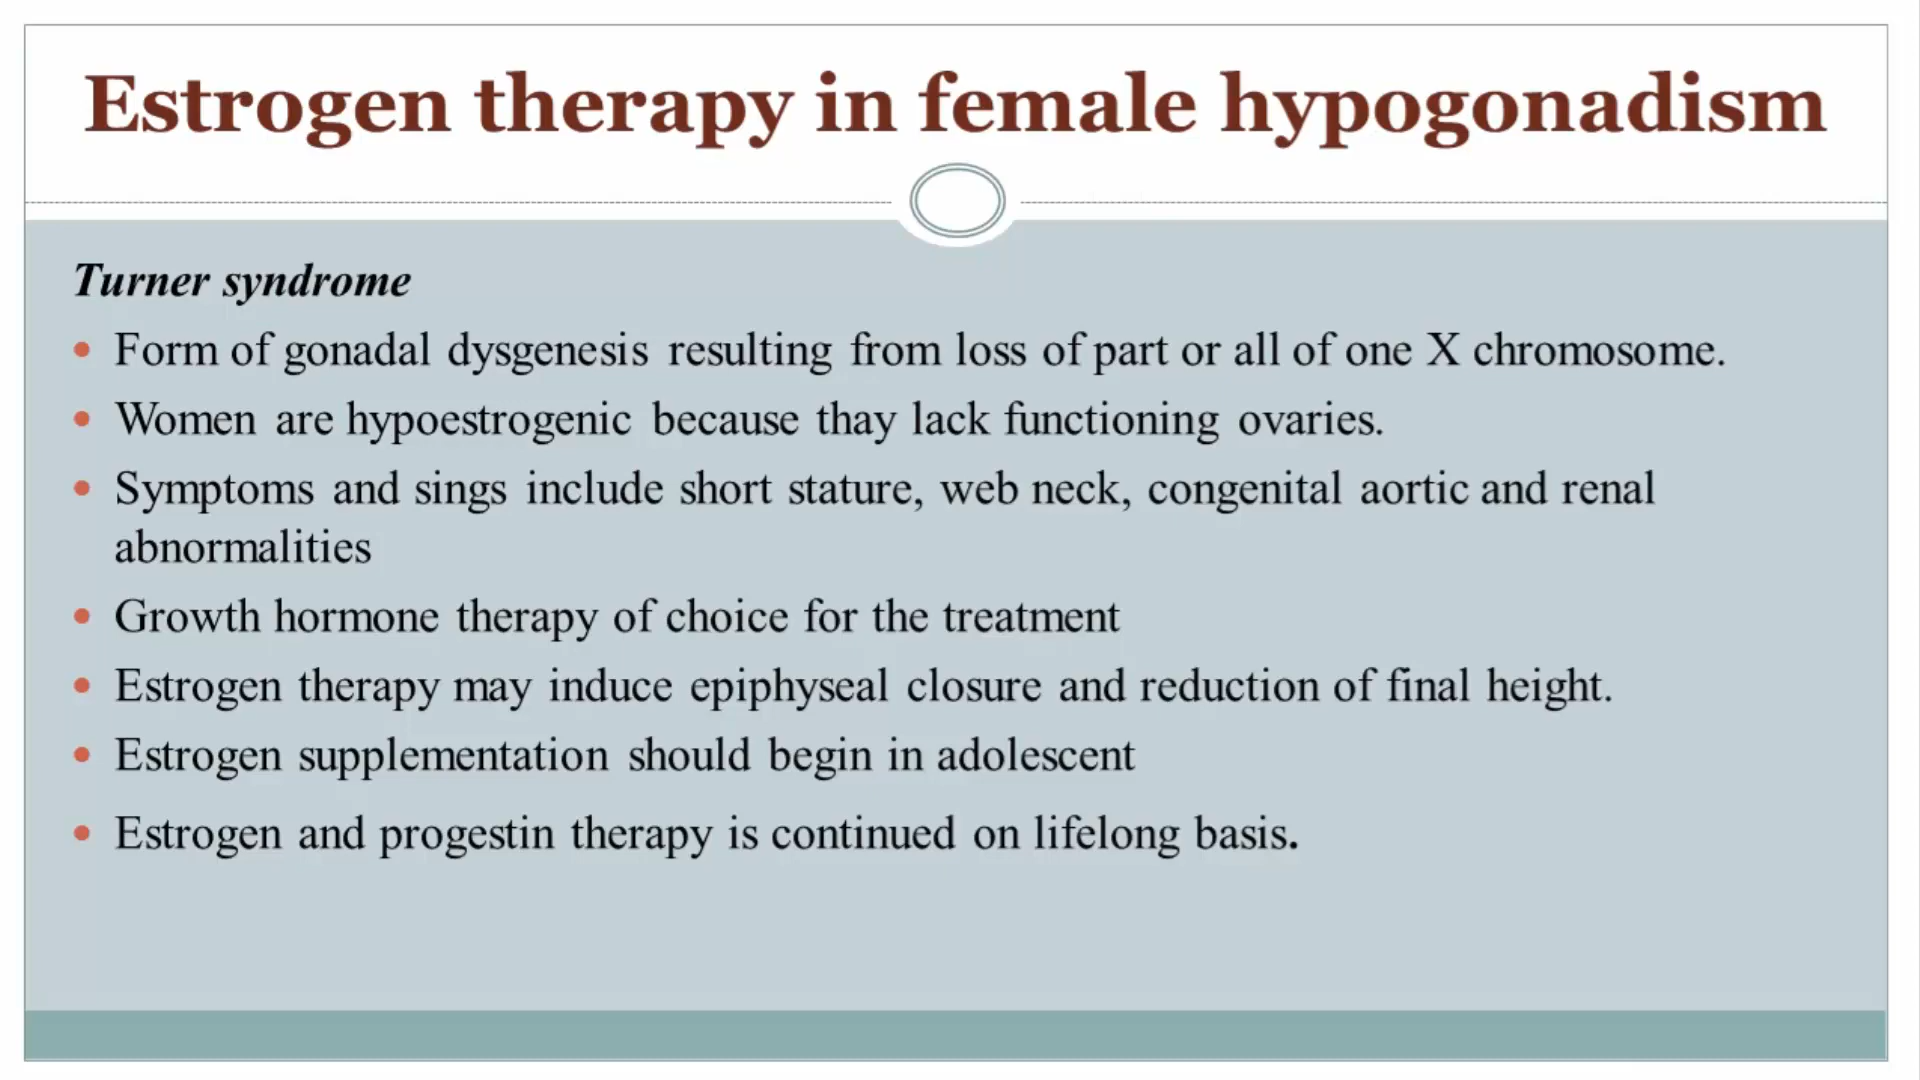 Estrogen therapy in female hypogonadism
Turner syndrome
• Form of gonadal dysgenesis resulting from loss of part or all of one X chromosome.
• Women are hypoestrogenic because thay lack functioning ovaries.
• Symptoms and sings include short stature, web neck, congenital aortic and renal
abnormalities
• Growth hormone therapy of choice for the treatment
• Estrogen therapy may induce epiphyseal closure and reduction of final height.
• Estrogen supplementation should begin in adolescent
• Estrogen and progestin therapy is continued on lifelong basis.